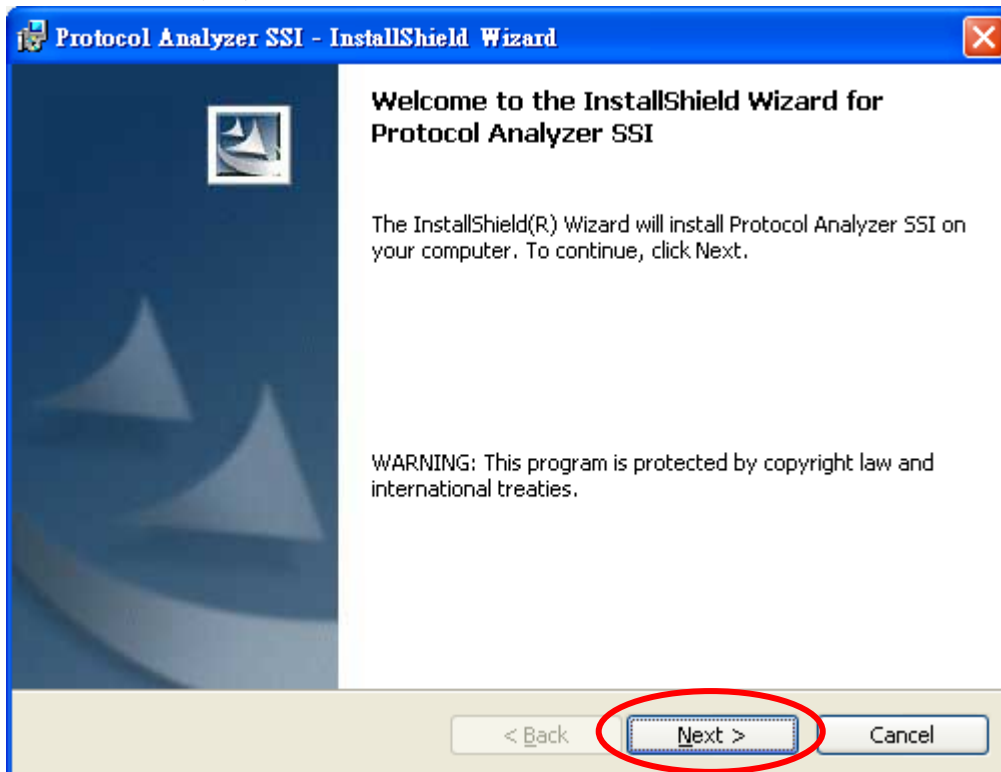 Protocol Analyzer SSI - InstallShield Wizard
Welcome to the InstallShield Wizard for
Protocol Analyzer SSI
The InstallShield(R) Wizard will install Protocol Analyzer SSI on
your computer. To continue, click Next.
WARNING: This program is protected by copyright law and
international treaties.
< Back Next > Cancel